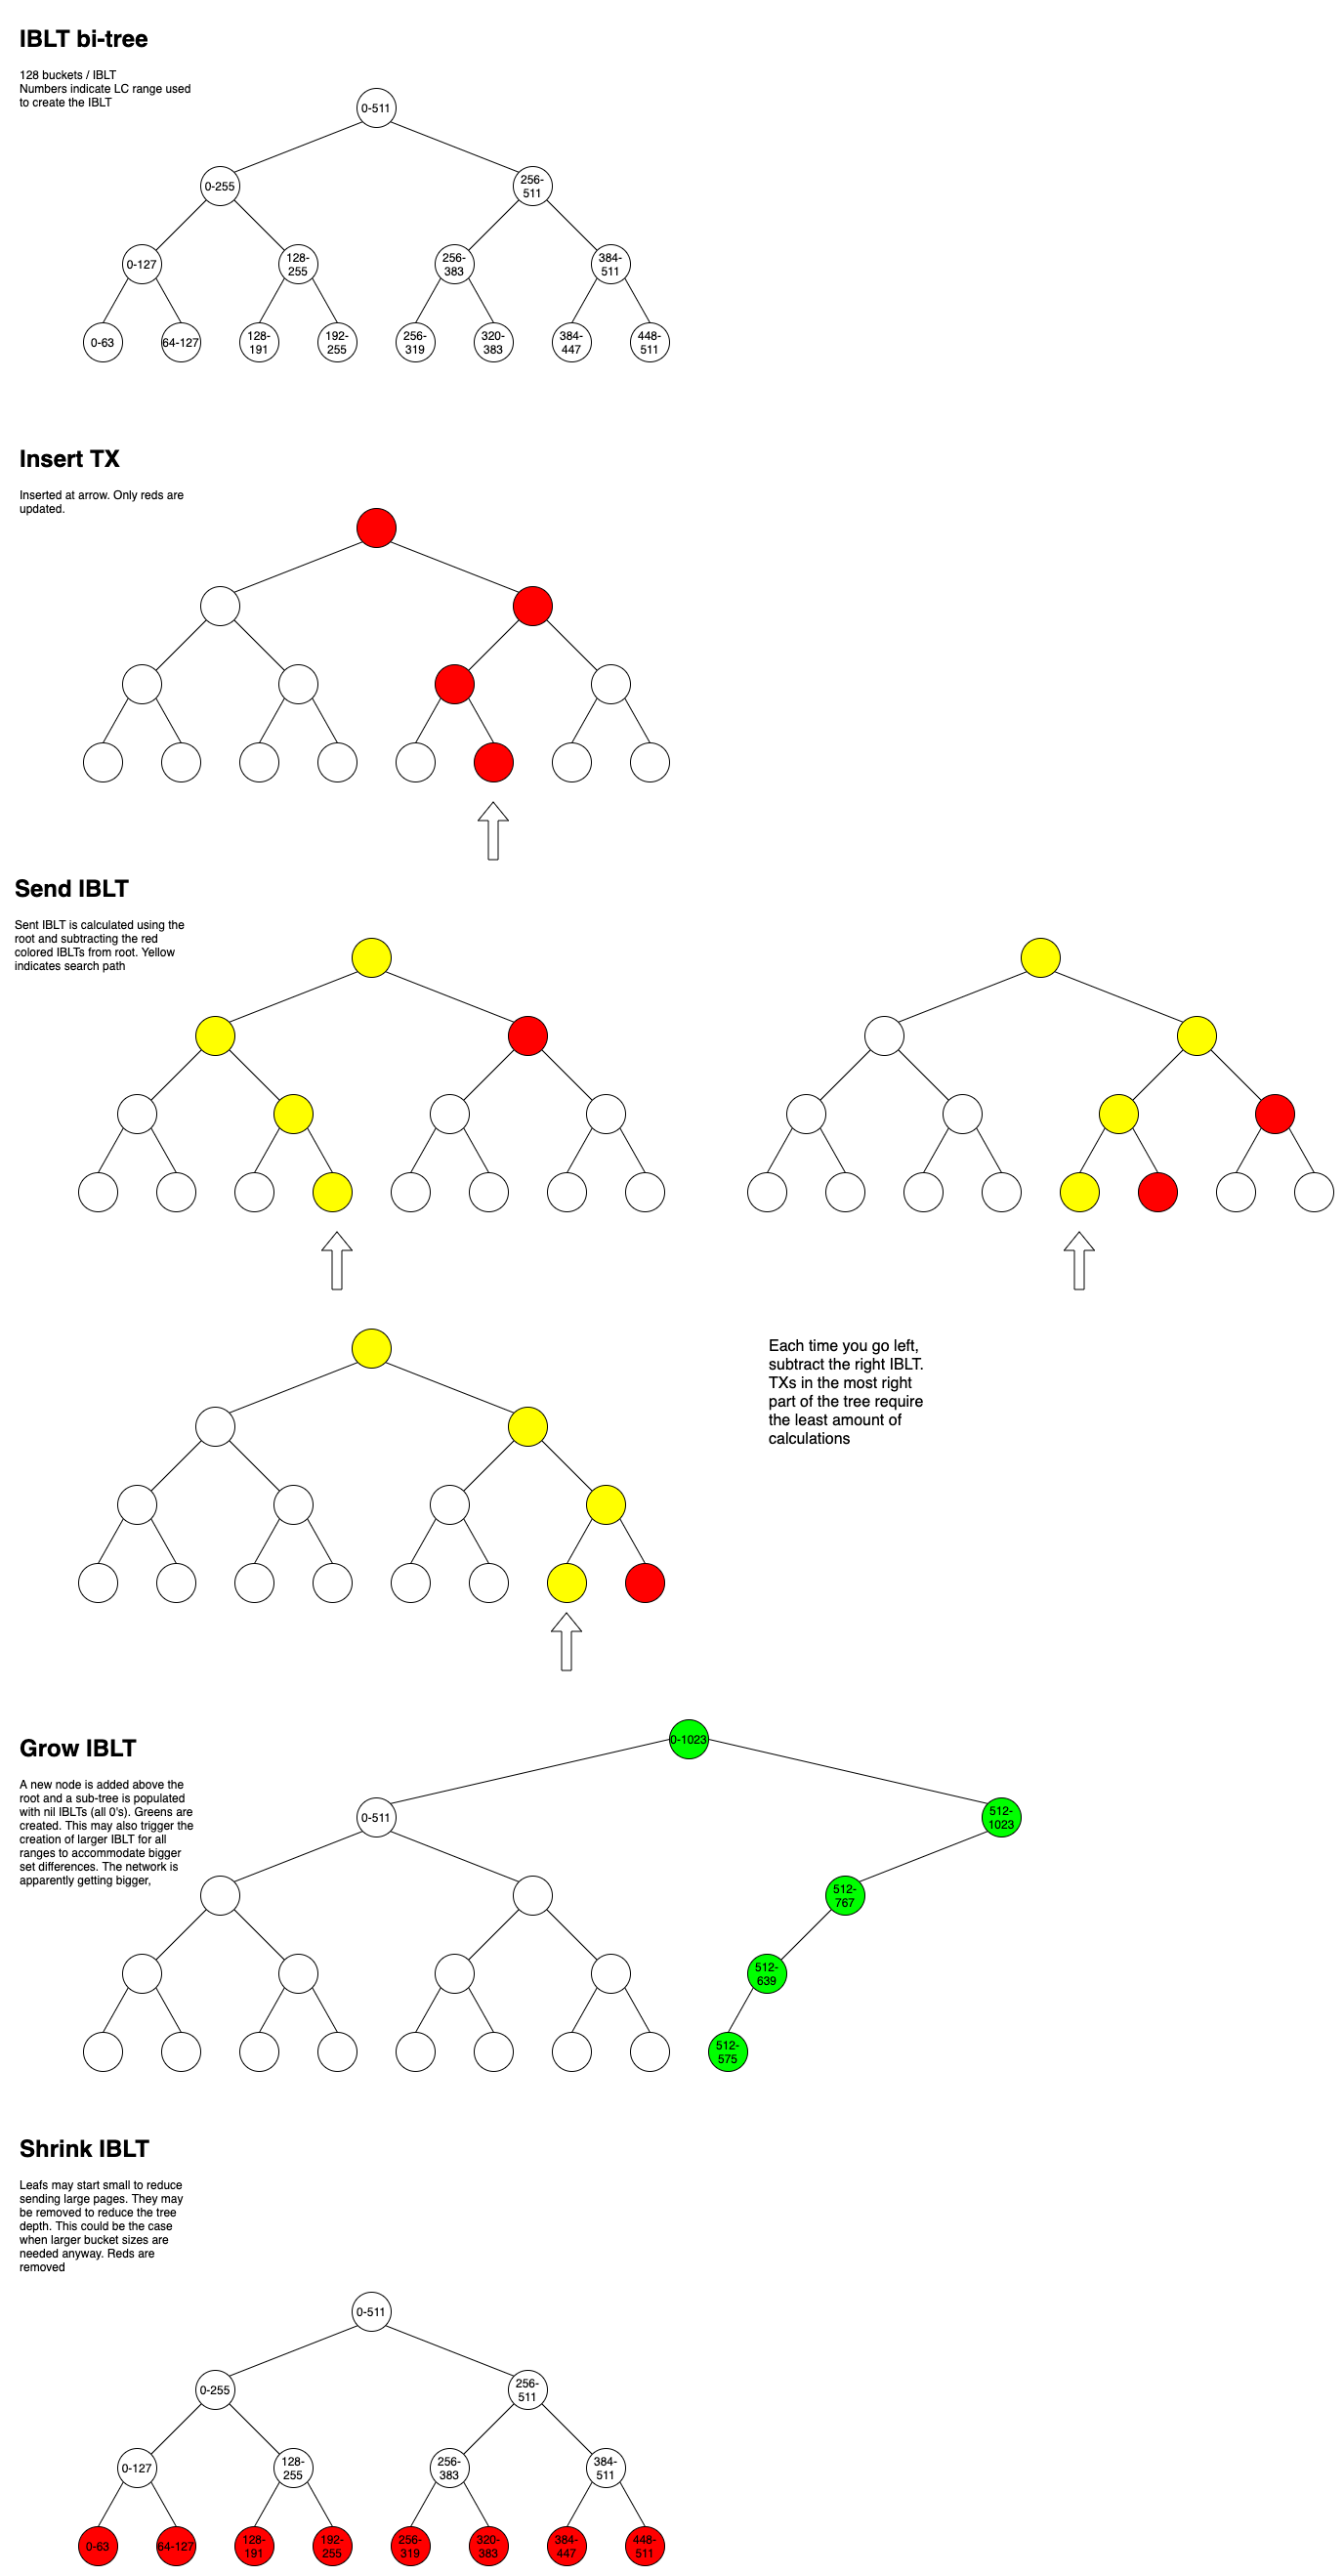 IBLT bi-tree
128 buckets / IBLT
Numbers indicate LC range used
to create the IBLT
0-511
0-255
256-
511
0-127
128-
255
256-
383
384-
511
0-63
64-127
128-
191
192-
255
256-
319
320-
383
384-
447
448-
511
Insert TX
Inserted at arrow. Only reds are
updated.
Send IBLT
Sent IBLT is calculated using the
root and subtracting the red
colored IBLTs from root. Yellow
indicates search path
Each time you go left,
subtract the right IBLT.
TXs in the most right
part of the tree require
the least amount of
calculations
Grow IBLT
A new node is added above the
root and a sub-tree is populated
with nil IBLTs (all 0's). Greens are
created. This may also trigger the
creation of larger IBLT for all
ranges to accommodate bigger
set differences. The network is
apparently getting bigger,
0-1023
0-511
512-
1023
512-
767
512-
639
512-
575
Shrink IBLT
Leafs may start small to reduce
sending large pages. They may
be removed to reduce the tree
depth. This could be the case
when larger bucket sizes are
needed anyway. Reds are
removed
0-511
0-255
256-
511
0-127
128-
255
256-
383
384-
511
0-63
64-127
128-
191
192-
255
256-
319
320-
383
384-
447
448-
511